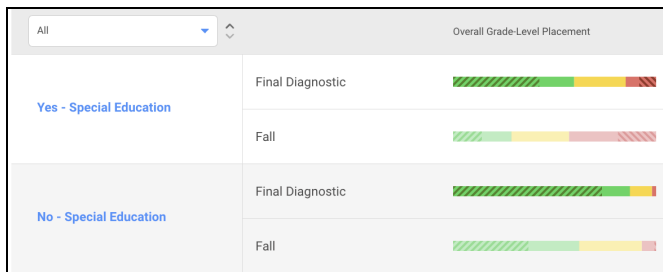 All
Overall Grade-Level Placement
Yes - Special Education
Final Diagnostic
Fall
No - Special Education
Final Diagnostic
Fall